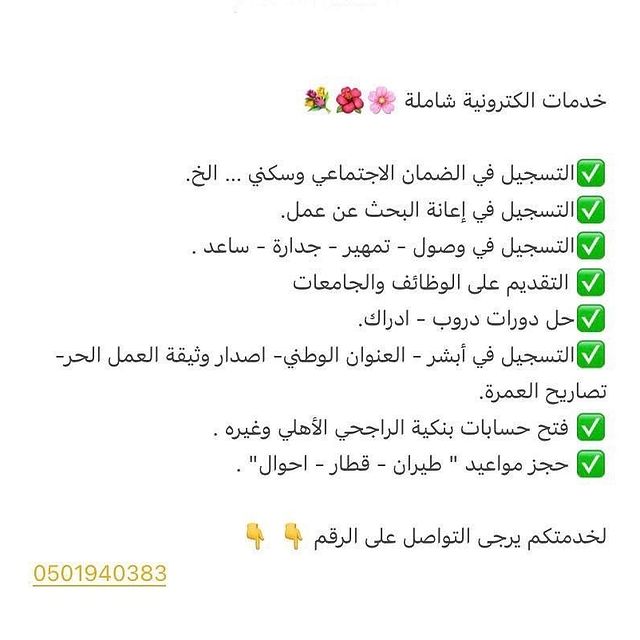 خدمات الكترونية شاملة 🌸🌺💐
✅التسجيل في الضمان الاجتماعي وسكني ... الخ.
✅التسجيل في إعانة البحث عن عمل.
✅التسجيل في وصول - تمهير - جدارة - ساعد .
✅ التقديم على الوظائف والجامعات
✅حل دورات دروب - ادراك.
✅التسجيل في أبشر - العنوان الوطني- اصدار وثيقة العمل الحر-
تصاريح العمرة.
✅ فتح حسابات بنكية الراجحي الأهلي وغيره .
✅ حجز مواعيد " طيران - قطار - احوال" .
لخدمتكم يرجى التواصل على الرقم 👇 👇
0501940383